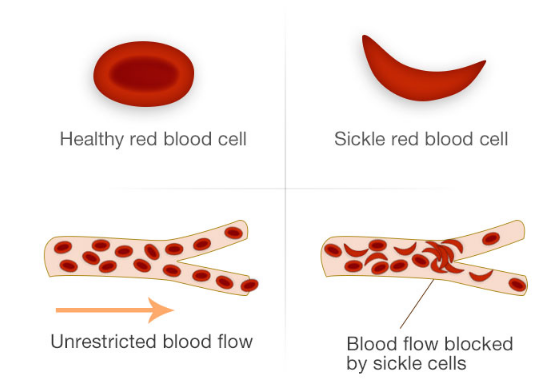 Healthy red blood cell
Sickle red blood cell
Unrestricted blood flow
Blood flow blocked
by sickle cells